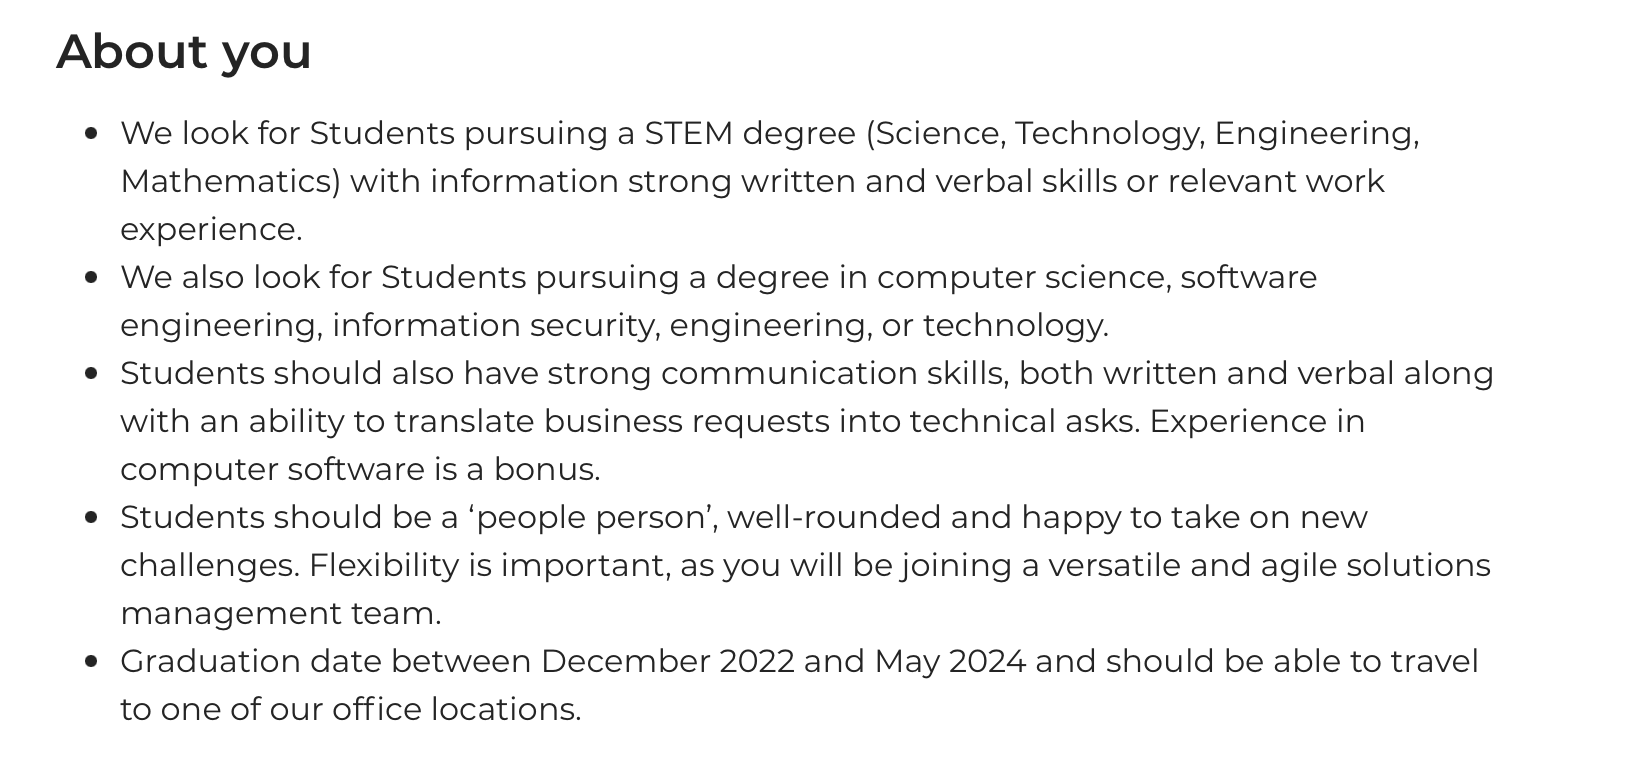 About you
• We look for Students pursuing a STEM degree (Science, Technology, Engineering,
Mathematics) with information strong written and verbal skills or relevant work
experience.
• We also look for Students pursuing a degree in computer science, software
engineering, information security, engineering, or technology.
• Students should also have strong communication skills, both written and verbal along
with an ability to translate business requests into technical asks. Experience in
computer software is a bonus.
• Students should be a ‘people person’, well-rounded and happy to take on new
challenges. Flexibility is important, as you will be joining a versatile and agile solutions
management team.
• Graduation date between December 2022 and May 2024 and should be able to travel
to one of our office locations.